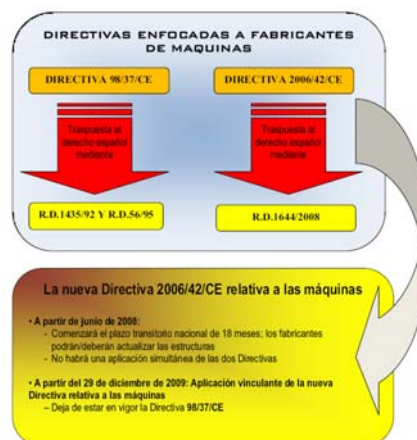 DIRECTIVAS ENFOCADAS A FABRICANTES
DE MAQUINAS
DIRECTIVA 98/37/CE
DIRECTIVA 2006/42/CE
Traspuesta al
derecho español
mediante
Traspuesta al
derecho español
mediante
R.D.1435/92 Y R.D.56/95
R.D.1644/2008
La nueva Directiva 2006/42/CE relativa a las máquinas
• A partir de junio de 2008:
- Comenzará el plazo transitorio nacional de 18 meses; los fabricantes
podrán/deberán actualizar las estructuras
- No habrá una aplicación simultánea de las dos Directivas
• A partir del 29 de diciembre de 2009: Aplicación vinculante de la nueva
Directiva relativa a las máquinas
– Deja de estar en vigor la Directiva 98/37/CE